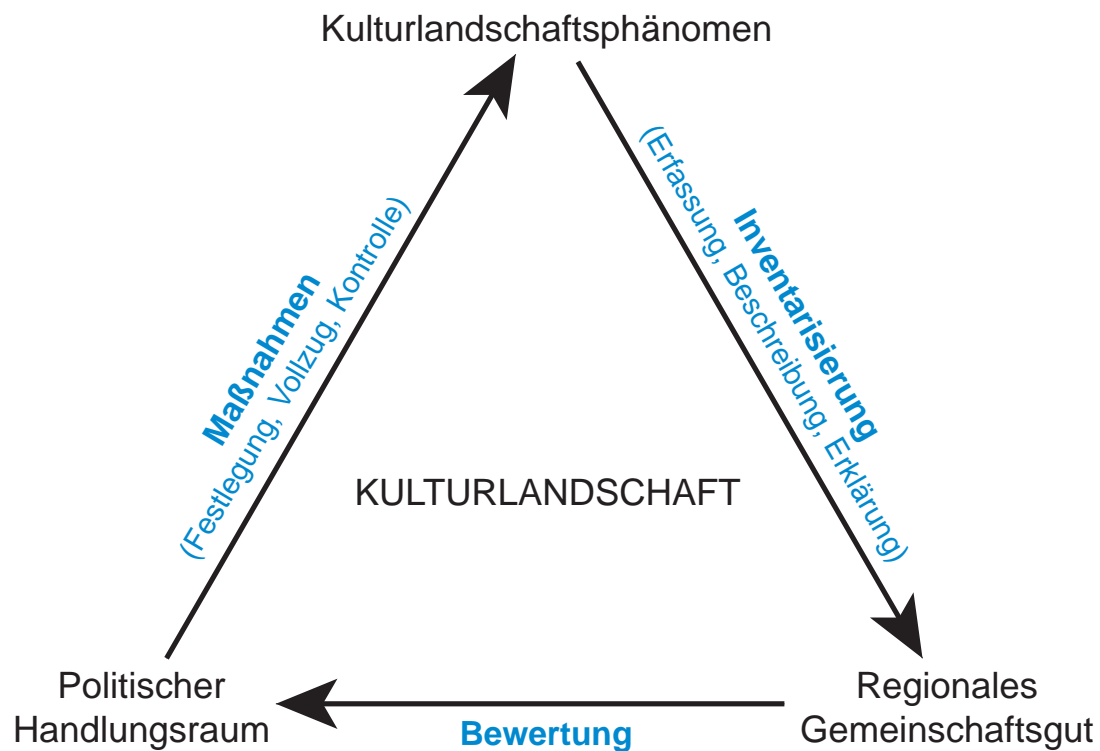 Kulturlandschaftsphänomen
Maßnahmen
(Festlegung, Vollzug, Kontrolle)
Inventarisierung
(Erfassung, Beschreibung, Erklärung)
KULTURLANDSCHAFT
Politischer
Handlungsraum
Bewertung
Regionales
Gemeinschaftsgut